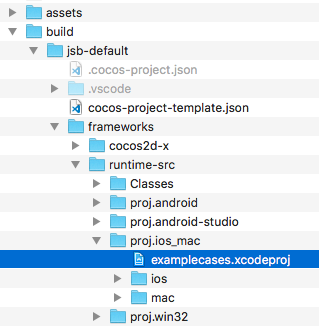 assets
build
jsb-default
.cocos-project.json
.vscode
cocos-project-template.json
frameworks
cocos2d-x
runtime-src
Classes
proj.android
proj.android-studio
proj.ios_mac
examplecases.xcodeproj
ios
mac
proj.win32